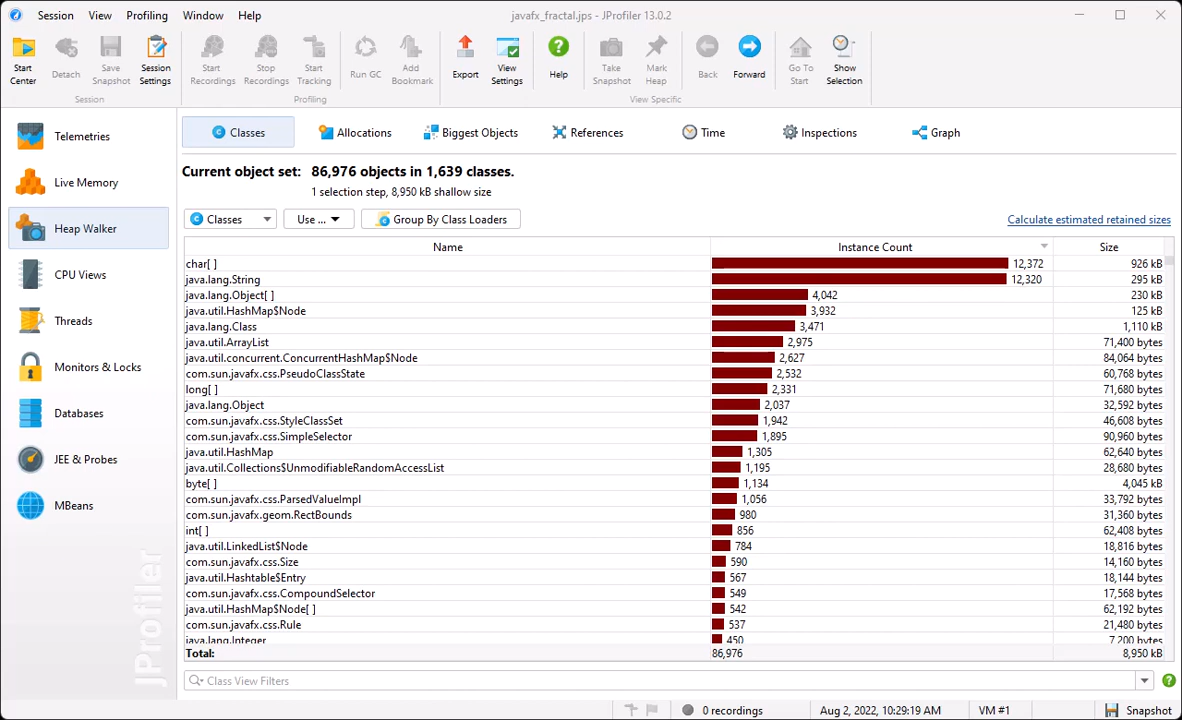 Session View Profiling Window Help javafx_fractal.jps - JProfiler 13.0.2
Start Center Detach Save Snapshot Session Settings Start Recordings Stop Recordings Start Tracking Run GC Add Bookmark Export View Settings Help Take Snapshot Mark Heap Back Forward Go To Start Show Selection
Session Profiling View Specific
Telemetries
Live Memory
Heap Walker
CPU Views
Threads
Monitors & Locks
Databases
JEE & Probes
MBeans
JProfiler
Classes Allocations Biggest Objects References Time Inspections Graph
Current object set: 86,976 objects in 1,639 classes.
1 selection step, 8,950 kB shallow size
Classes Use ... Group By Class Loaders Calculate estimated retained sizes
Name Instance Count Size
char[ ] 12,372 926 kB
java.lang.String 12,320 295 kB
java.lang.Object[ ] 4,042 230 kB
java.util.HashMap$Node 3,932 125 kB
java.lang.Class 3,471 1,110 kB
java.util.ArrayList 2,975 71,400 bytes
java.util.concurrent.ConcurrentHashMap$Node 2,627 84,064 bytes
com.sun.javafx.css.PseudoClassState 2,532 60,768 bytes
long[ ] 2,331 71,680 bytes
java.lang.Object 2,037 32,592 bytes
com.sun.javafx.css.StyleClassSet 1,942 46,608 bytes
com.sun.javafx.css.SimpleSelector 1,895 90,960 bytes
java.util.HashMap 1,305 62,640 bytes
java.util.Collections$UnmodifiableRandomAccessList 1,195 28,680 bytes
byte[ ] 1,134 4,045 kB
com.sun.javafx.css.ParsedValueImpl 1,056 33,792 bytes
com.sun.javafx.geom.RectBounds 980 31,360 bytes
int[ ] 856 62,408 bytes
java.util.LinkedList$Node 784 18,816 bytes
com.sun.javafx.css.Size 590 14,160 bytes
java.util.Hashtable$Entry 567 18,144 bytes
com.sun.javafx.css.CompoundSelector 549 17,568 bytes
java.util.HashMap$Node[ ] 542 62,192 bytes
com.sun.javafx.css.Rule 537 21,480 bytes
java.lang.Integer 450 7,200 bytes
Total: 86,976 8,950 kB
Class View Filters
0 recordings Aug 2, 2022, 10:29:19 AM VM #1 Snapshot